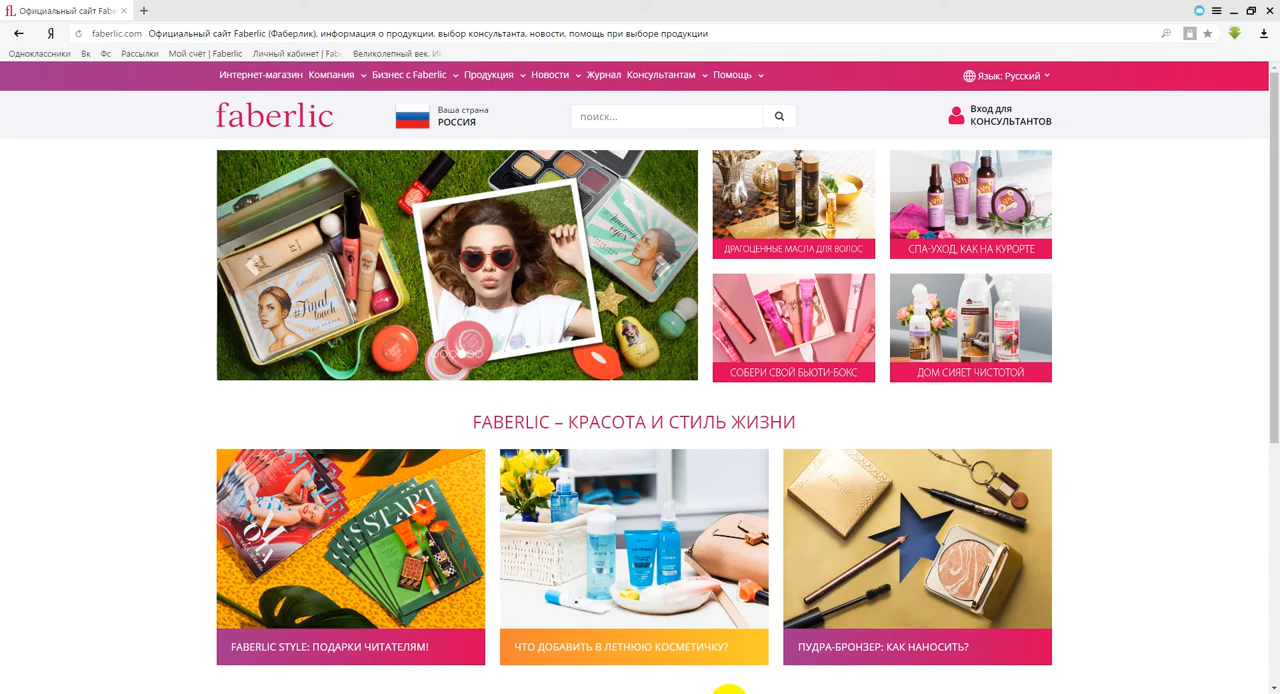 Официальный сайт Fabe
faberlic.com Официальный сайт Faberlic (Фаберлик), информация о продукции, выбор консультанта, новости, помощь при выборе продукции
Одноклассники Вк Фс Рассылки Мой счёт | Faberlic Личный кабинет | Fab Великолепный век.
Интернет-магазин Компания Бизнес с Faberlic Продукция Новости Журнал Консультантам Помощь Язык: Русский
faberlic
Ваша страна
РОССИЯ
поиск...
Вход для
КОНСУЛЬТАНТОВ
#Final
touch
ДРАГОЦЕННЫЕ МАСЛА ДЛЯ ВОЛОС
СПА-УХОД, КАК НА КУРОРТЕ
СОБЕРИ СВОЙ БЬЮТИ-БОКС
ДОМ СИЯЕТ ЧИСТОТОЙ
FABERLIC – КРАСОТА И СТИЛЬ ЖИЗНИ
START
FABERLIC STYLE: ПОДАРКИ ЧИТАТЕЛЯМ!
ЧТО ДОБАВИТЬ В ЛЕТНЮЮ КОСМЕТИЧКУ?
ПУДРА-БРОНЗЕР: КАК НАНОСИТЬ?